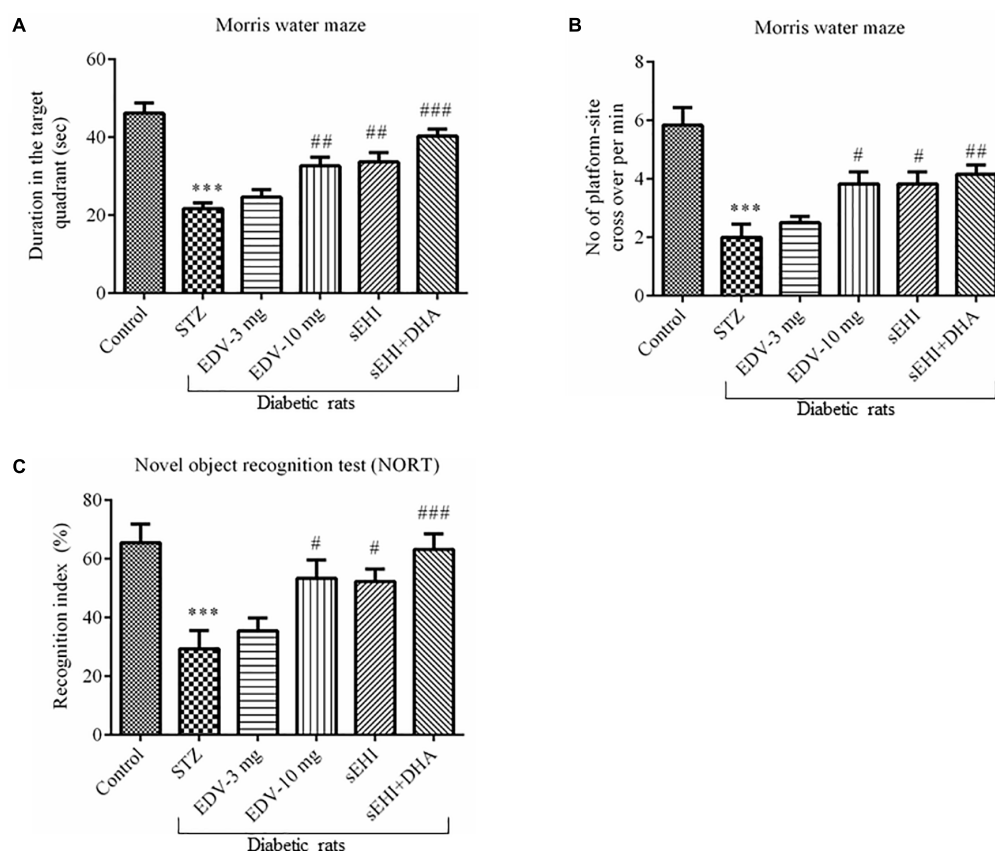 A
Morris water maze
Duration in the target
quadrant (sec)
60
40
20
0
***
##
##
###
Control
STZ
EDV-3 mg
EDV-10 mg
sEHI
sEHI+DHA
Diabetic rats
B
Morris water maze
No of platform-site
cross over per min
8
6
4
2
0
***
#
#
##
Control
STZ
EDV-3 mg
EDV-10 mg
sEHI
sEHI+DHA
Diabetic rats
C
Novel object recognition test (NORT)
Recognition index (%)
80
60
40
20
0
***
#
#
###
Control
STZ
EDV-3 mg
EDV-10 mg
sEHI
sEHI+DHA
Diabetic rats